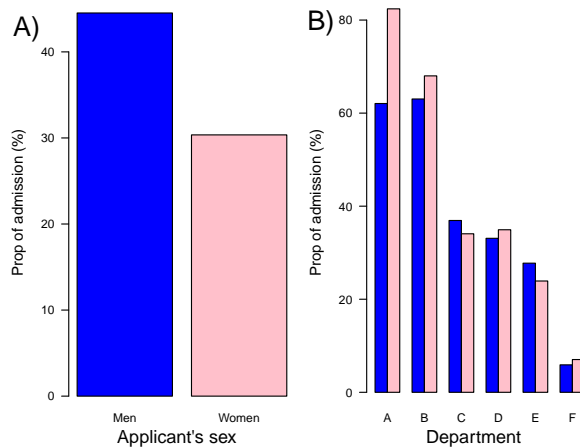 A)
Prop of admission (%)
40
30
20
10
0
Men Women
Applicant's sex
B)
Prop of admission (%)
80
60
40
20
0
A B C D E F
Department